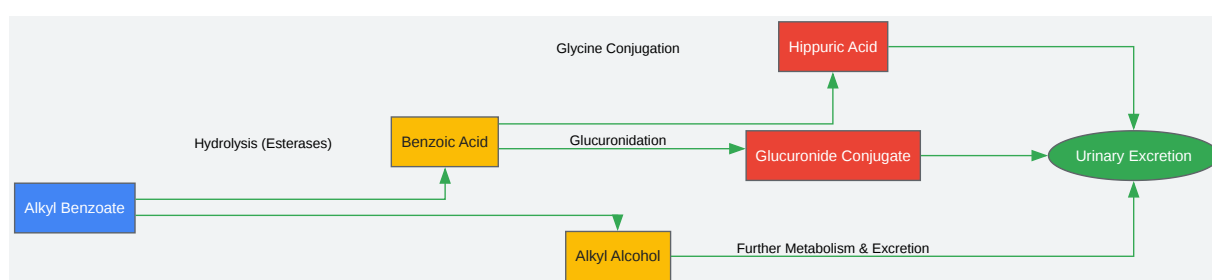 Glycine Conjugation
Hippuric Acid
Hydrolysis (Esterases)
Benzoic Acid
Glucuronidation
Glucuronide Conjugate
Urinary Excretion
Alkyl Benzoate
Alkyl Alcohol
Further Metabolism & Excretion